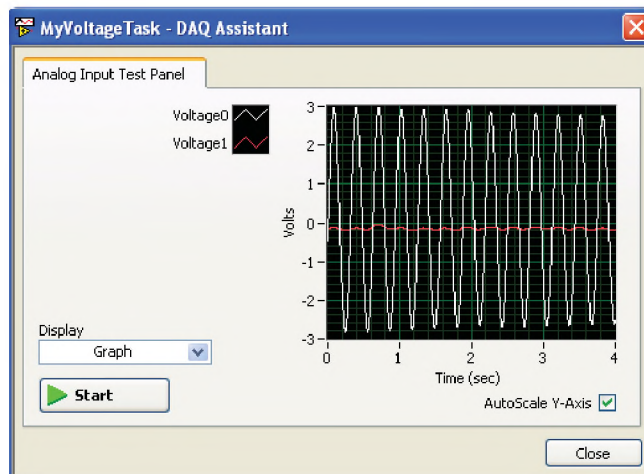 MyVoltageTask - DAQ Assistant
Analog Input Test Panel
Voltage0
Voltage1
3
2
1
0
-1
-2
-3
Volts
0 1 2 3 4
Time (sec)
Display
Graph
Start
AutoScale Y-Axis
Close